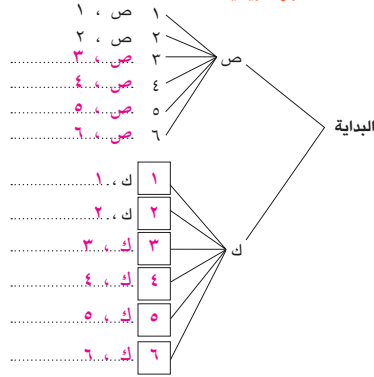 ١ ص ، ١
٢ ص ، ٢
٣ ص ، ٣
ص
٤ ص ، ٤
٥ ص ، ٥
٦ ص ، ٦
البداية
١ ك ، ١
٢ ك ، ٢
٣ ك ، ٣
ك
٤ ك ، ٤
٥ ك ، ٥
٦ ك ، ٦